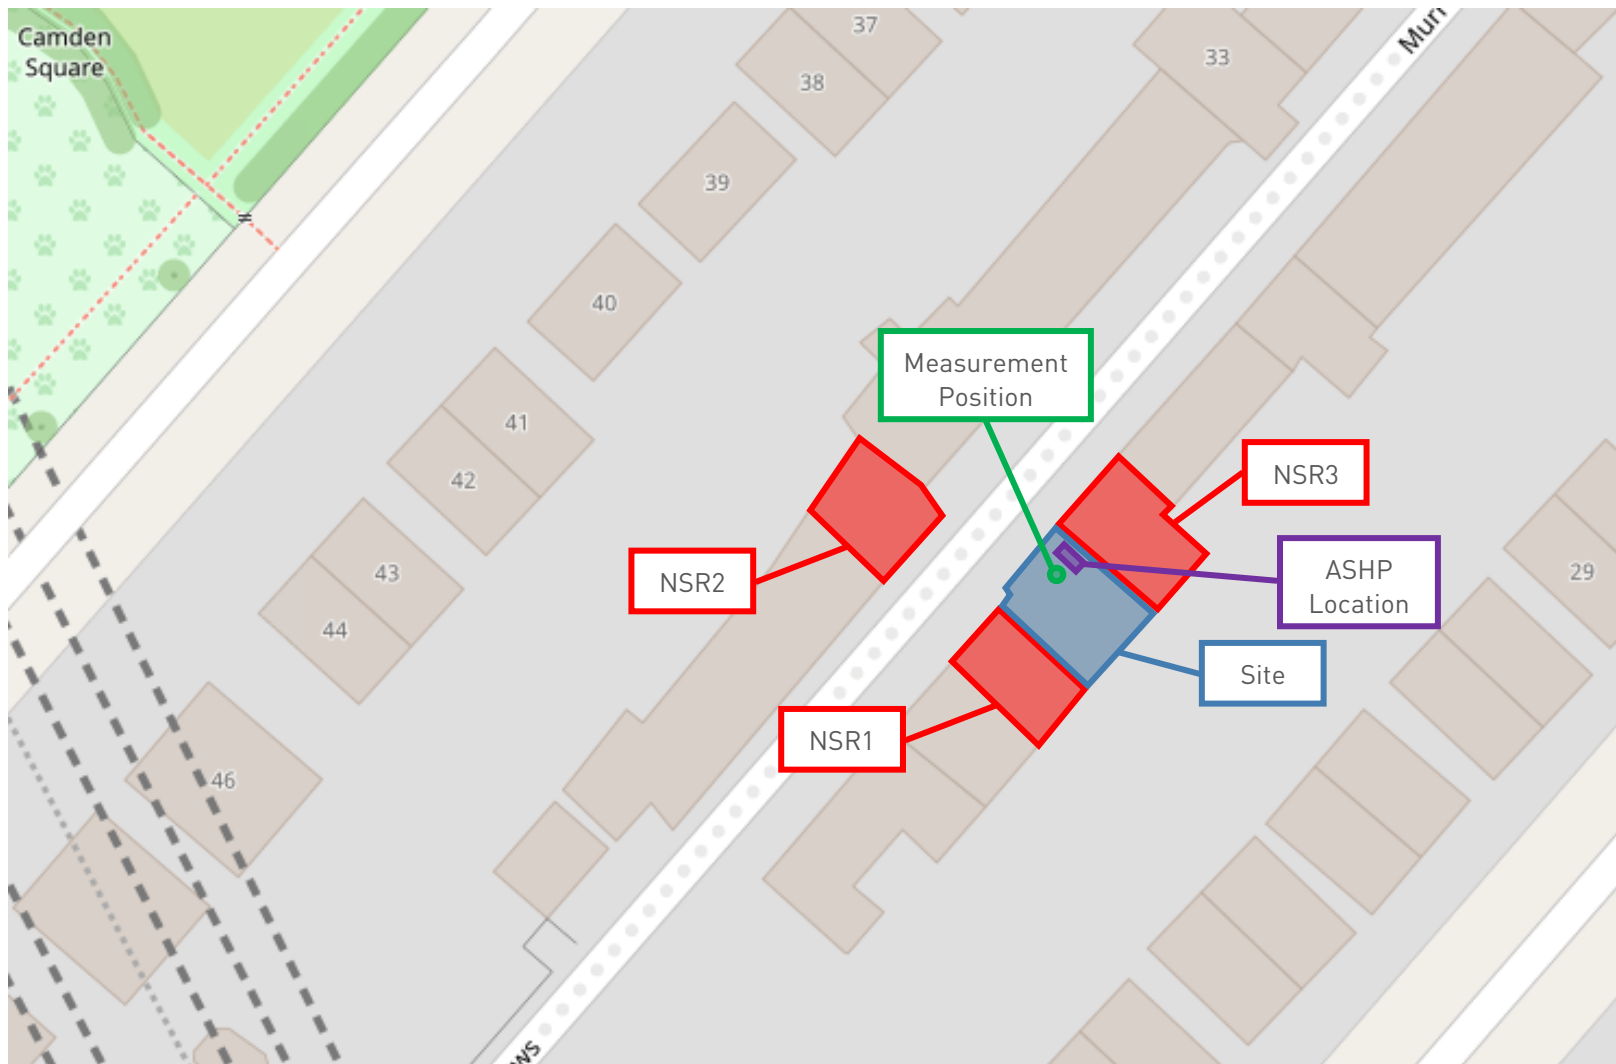 Camden
Square
37
38
33
Murr
39
40
Measurement
Position
41
42
NSR3
43
NSR2
ASHP
Location
29
44
Site
NSR1
46
ws